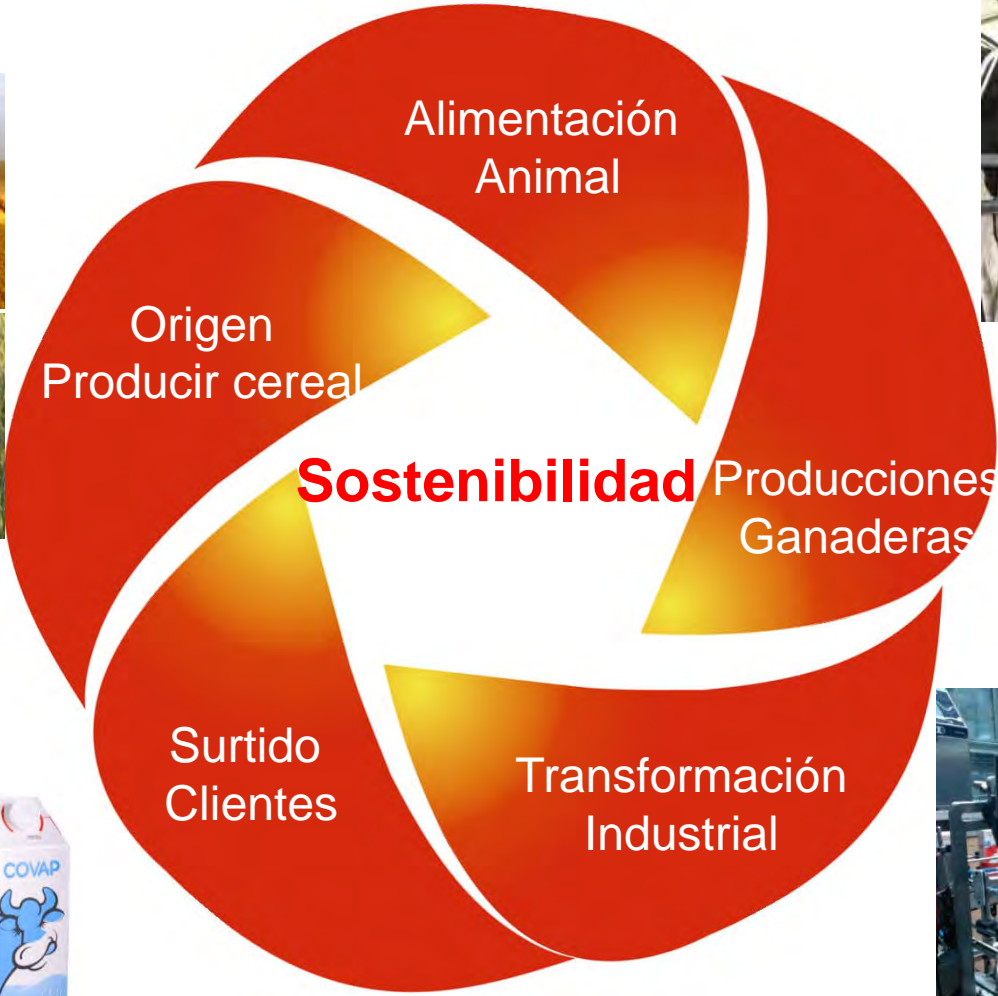 Alimentación
Animal
Origen
Producir cereal
Sostenibilidad
Producciones
Ganaderas
Surtido
Clientes
Transformación
Industrial
COVAP